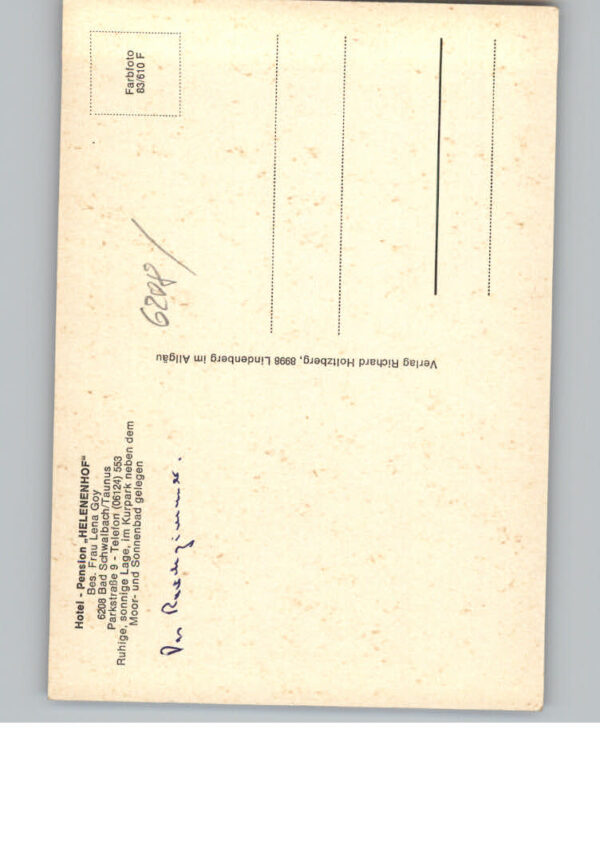 Hotel - Pension „HELENENHOF"
Bes. Frau Lena Goy
6208 Bad Schwalbach/Taunus
Parkstraße 9 - Telefon (06124) 553
Ruhige, sonnige Lage, im Kurpark neben dem
Moor- und Sonnenbad gelegen
Verlag Richard Holtzberg, 8998 Lindenberg im Allgäu
Farbfoto
83/610 F
6208/